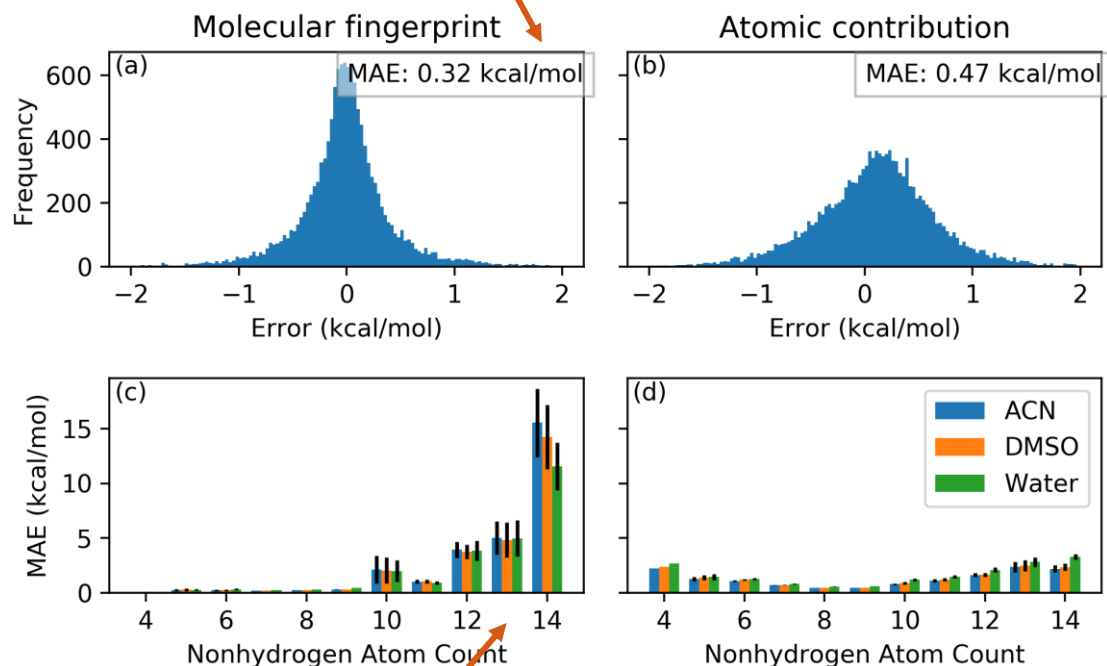 Molecular fingerprint
Atomic contribution
(a)
MAE: 0.32 kcal/mol
(b)
MAE: 0.47 kcal/mol
Frequency
600
400
200
0
−2 −1 0 1 2
Error (kcal/mol)
−2 −1 0 1 2
Error (kcal/mol)
(c)
MAE (kcal/mol)
15
10
5
0
4 6 8 10 12 14
Nonhydrogen Atom Count
(d)
ACN
DMSO
Water
4 6 8 10 12 14
Nonhydrogen Atom Count